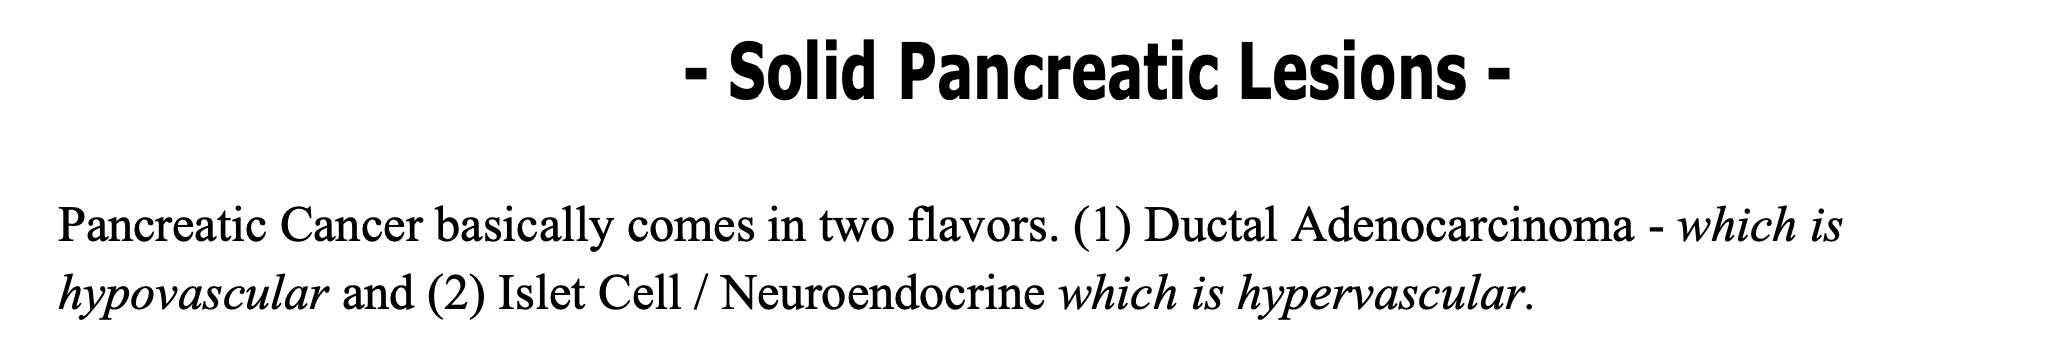 - Solid Pancreatic Lesions -
Pancreatic Cancer basically comes in two flavors. (1) Ductal Adenocarcinoma - which is
hypovascular and (2) Islet Cell / Neuroendocrine which is hypervascular.